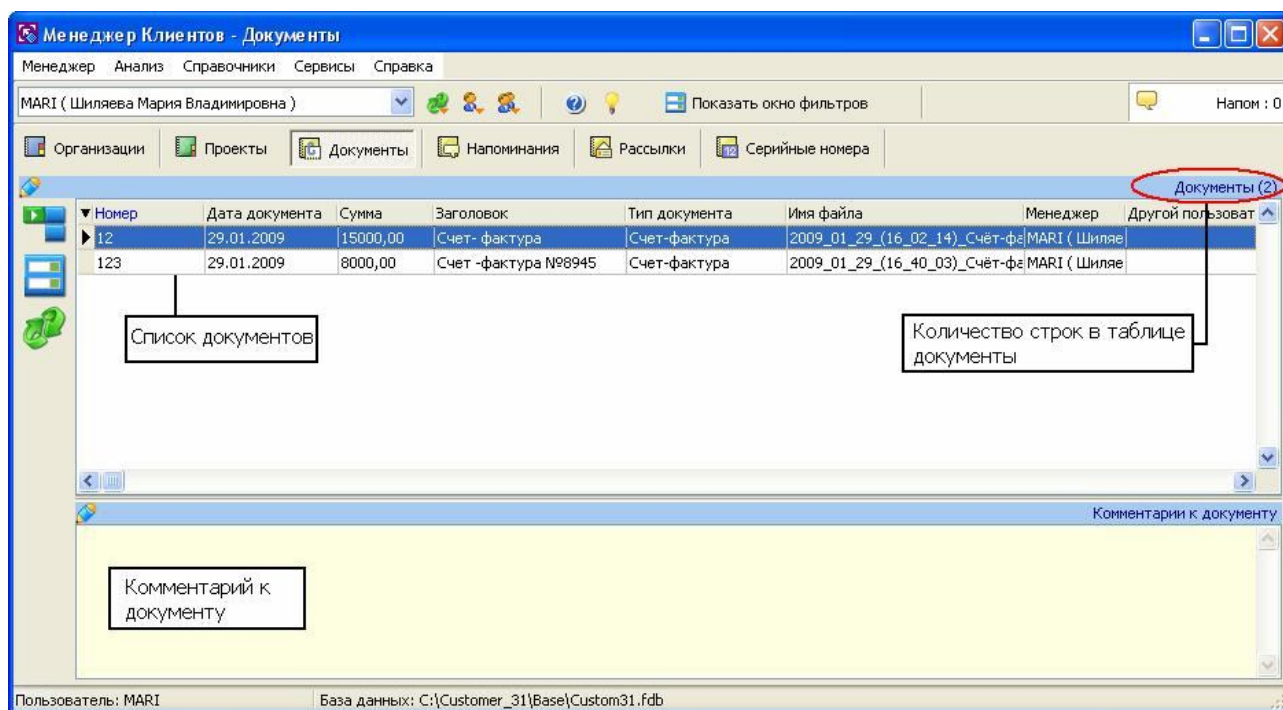 Менеджер Клиентов - Документы
Менеджер Анализ Справочники Сервисы Справка
MARI ( Шиляева Мария Владимировна ) Показать окно фильтров Напом : 0
Организации Проекты Документы Напоминания Рассылки Серийные номера
Документы (2)
Номер Дата документа Сумма Заголовок Тип документа Имя файла Менеджер Другой пользоват
12 29.01.2009 15000,00 Счет- фактура Счет-фактура 2009_01_29_(16_02_14)_Счёт-фа MARI ( Шиляе
123 29.01.2009 8000,00 Счет -фактура №8945 Счет-фактура 2009_01_29_(16_40_03)_Счёт-фа MARI ( Шиляе
Список документов
Количество строк в таблице
документы
Комментарии к документу
Комментарий к
документу
Пользователь: MARI База данных: C:\Customer_31\Base\Custom31.fdb